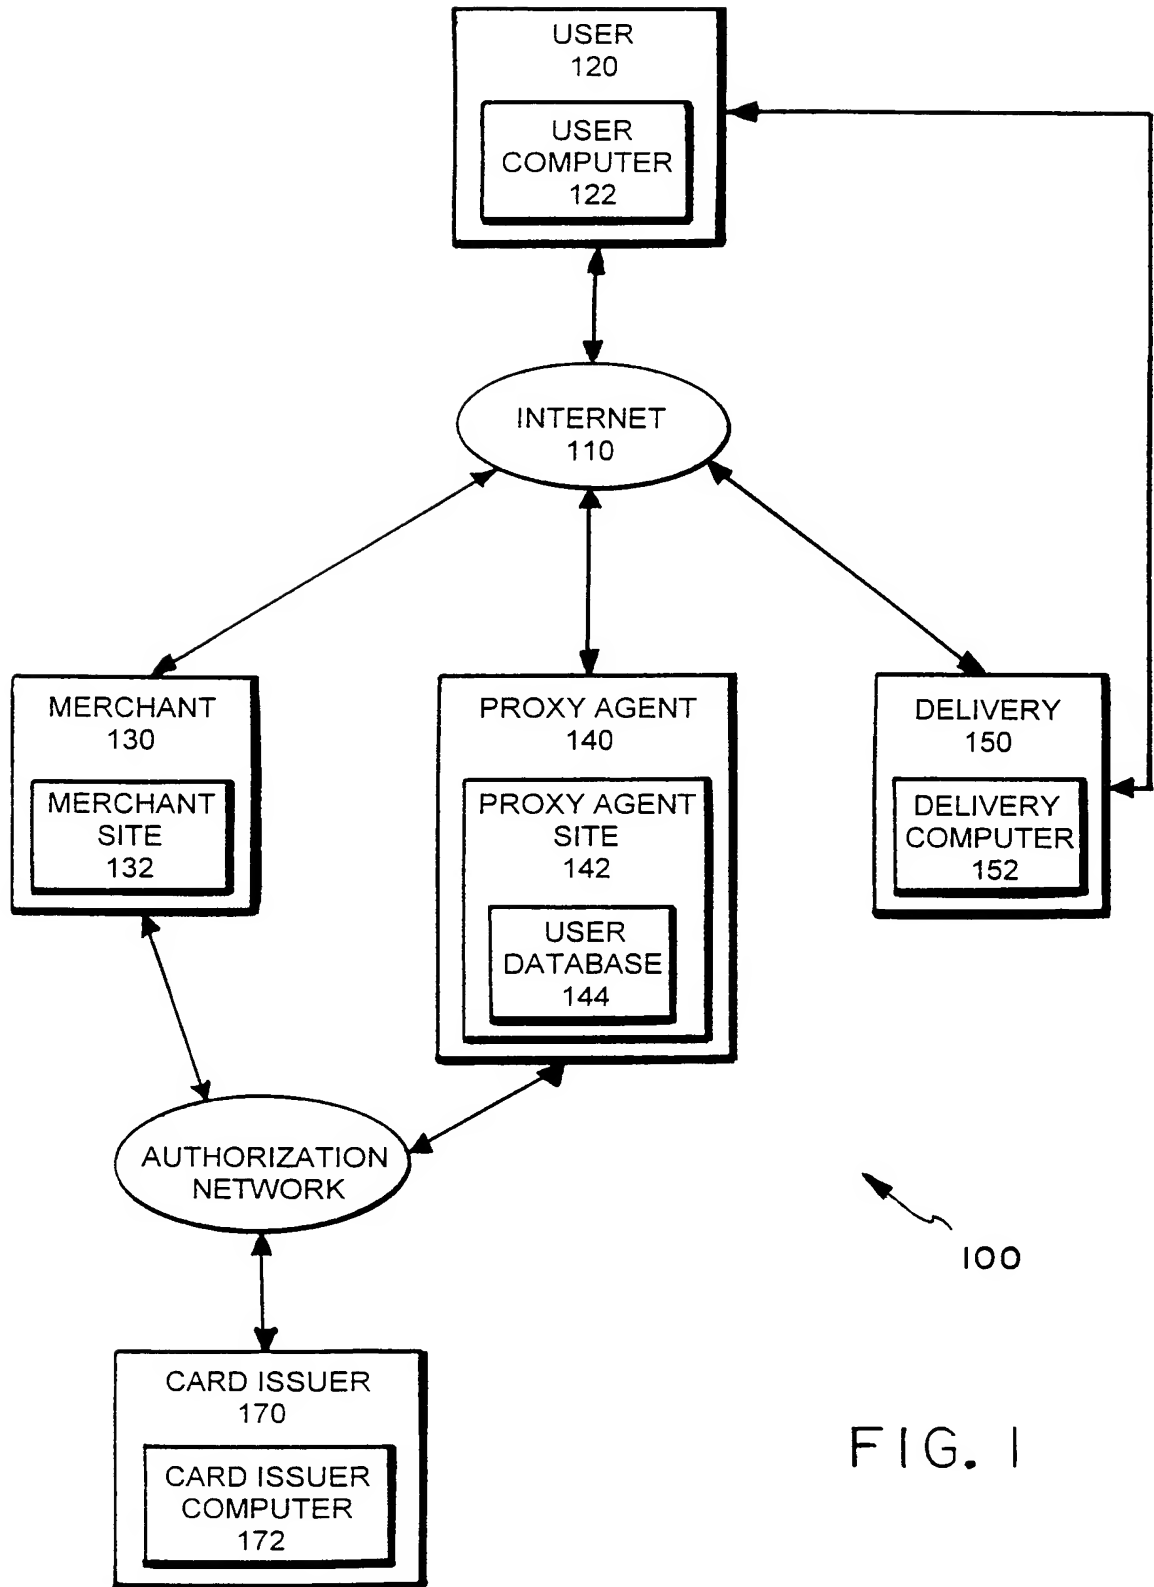 USER
120
USER
COMPUTER
122
INTERNET
110
MERCHANT
130
MERCHANT
SITE
132
PROXY AGENT
140
PROXY AGENT
SITE
142
USER
DATABASE
144
DELIVERY
150
DELIVERY
COMPUTER
152
AUTHORIZATION
NETWORK
100
CARD ISSUER
170
CARD ISSUER
COMPUTER
172
FIG. 1